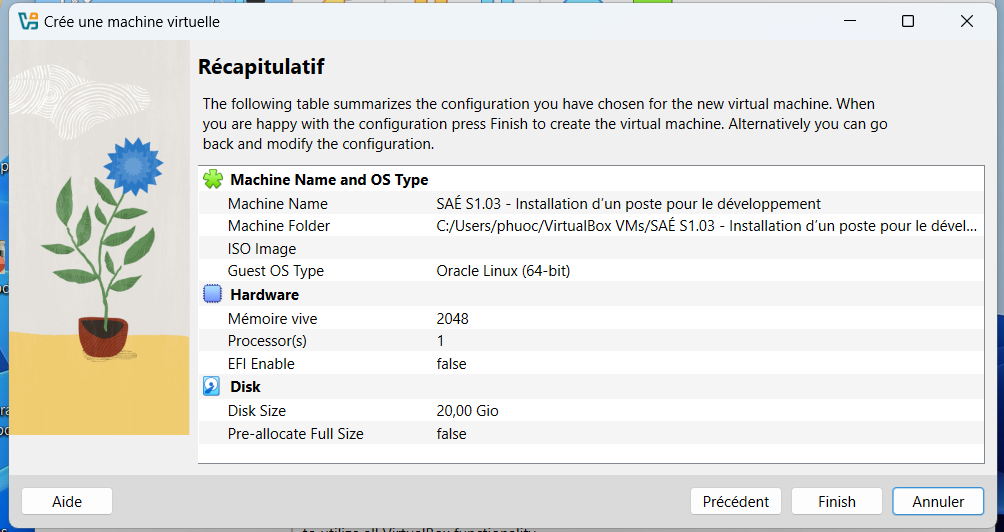 Crée une machine virtuelle
Récapitulatif
The following table summarizes the configuration you have chosen for the new virtual machine. When
you are happy with the configuration press Finish to create the virtual machine. Alternatively you can go
back and modify the configuration.
Machine Name and OS Type
Machine Name SAÉ S1.03 - Installation d’un poste pour le développement
Machine Folder C:/Users/phuoc/VirtualBox VMs/SAÉ S1.03 - Installation d’un poste pour le dével...
ISO Image
Guest OS Type Oracle Linux (64-bit)
Hardware
Mémoire vive 2048
Processor(s) 1
EFI Enable false
Disk
Disk Size 20,00 Gio
Pre-allocate Full Size false
Aide Précédent Finish Annuler